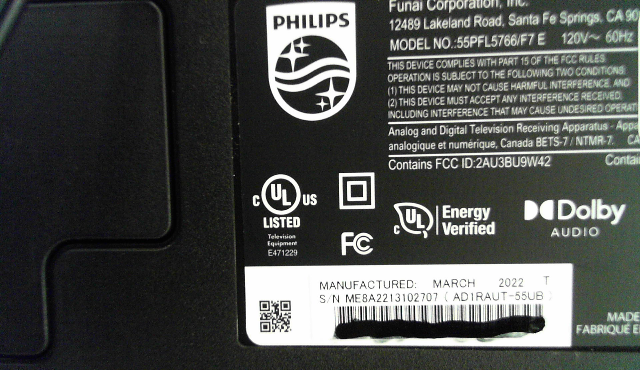 Funai Corporation, Inc.
12489 Lakeland Road, Santa Fe Springs, CA 90
MODEL NO.:55PFL5766/F7 E 120V~ 60Hz
THIS DEVICE COMPLIES WITH PART 15 OF THE FCC RULES.
OPERATION IS SUBJECT TO THE FOLLOWING TWO CONDITIONS:
(1) THIS DEVICE MAY NOT CAUSE HARMFUL INTERFERENCE, AND
(2) THIS DEVICE MUST ACCEPT ANY INTERFERENCE RECEIVED,
INCLUDING INTERFERENCE THAT MAY CAUSE UNDESIRED OPERAT
Analog and Digital Television Receiving Apparatus - Appar
analogique et numérique, Canada BETS-7 / NTMR-7. CA
Contains FCC ID:2AU3BU9W42 Contai
PHILIPS
C UL US
LISTED
Television
Equipment
E471229
FC
C UL Energy
Verified
Dolby
AUDIO
MANUFACTURED: MARCH 2022 T
S/N ME8A2213102707 ( AD1RAUT-55UB )
MADE
FABRIQUÉ E